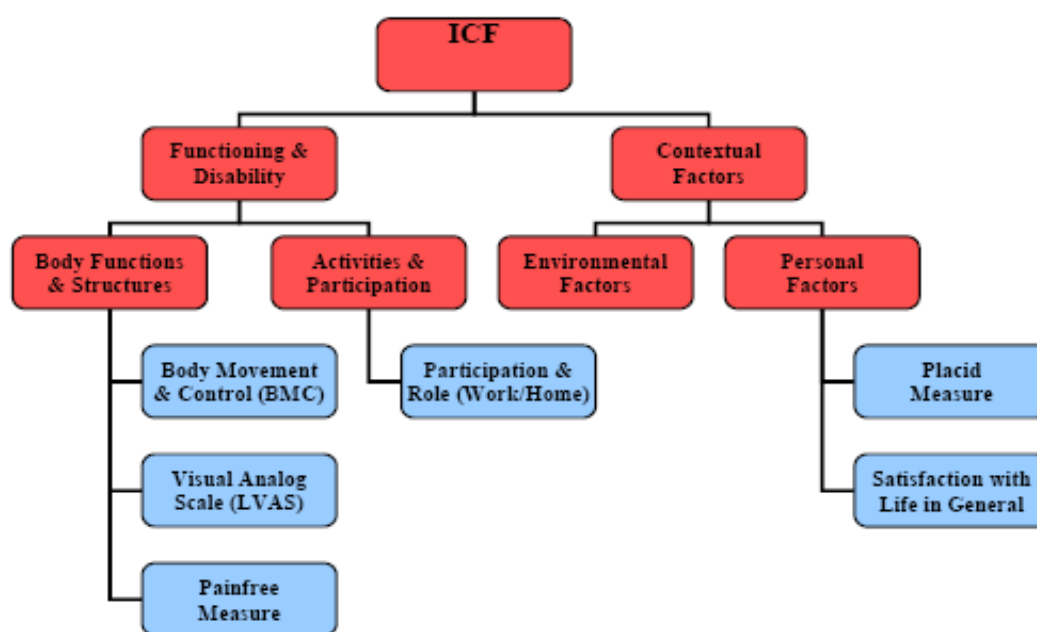 ICF
Functioning &
Disability
Contextual
Factors
Body Functions
& Structures
Activities &
Participation
Environmental
Factors
Personal
Factors
Body Movement
& Control (BMC)
Participation &
Role (Work/Home)
Placid
Measure
Visual Analog
Scale (LVAS)
Satisfaction with
Life in General
Painfree
Measure